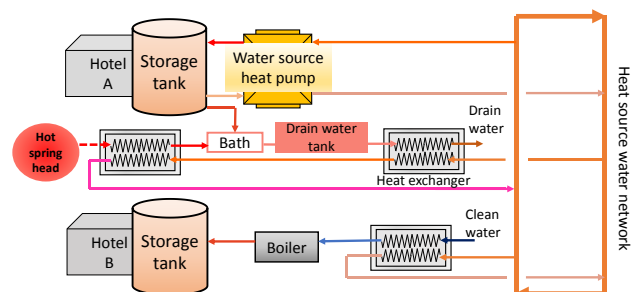 Hotel
A
Storage
tank
Water source
heat pump
Hot
spring
head
Bath
Drain water
tank
Drain
water
Heat exchanger
Hotel
B
Storage
tank
Boiler
Clean
water
Heat source water network